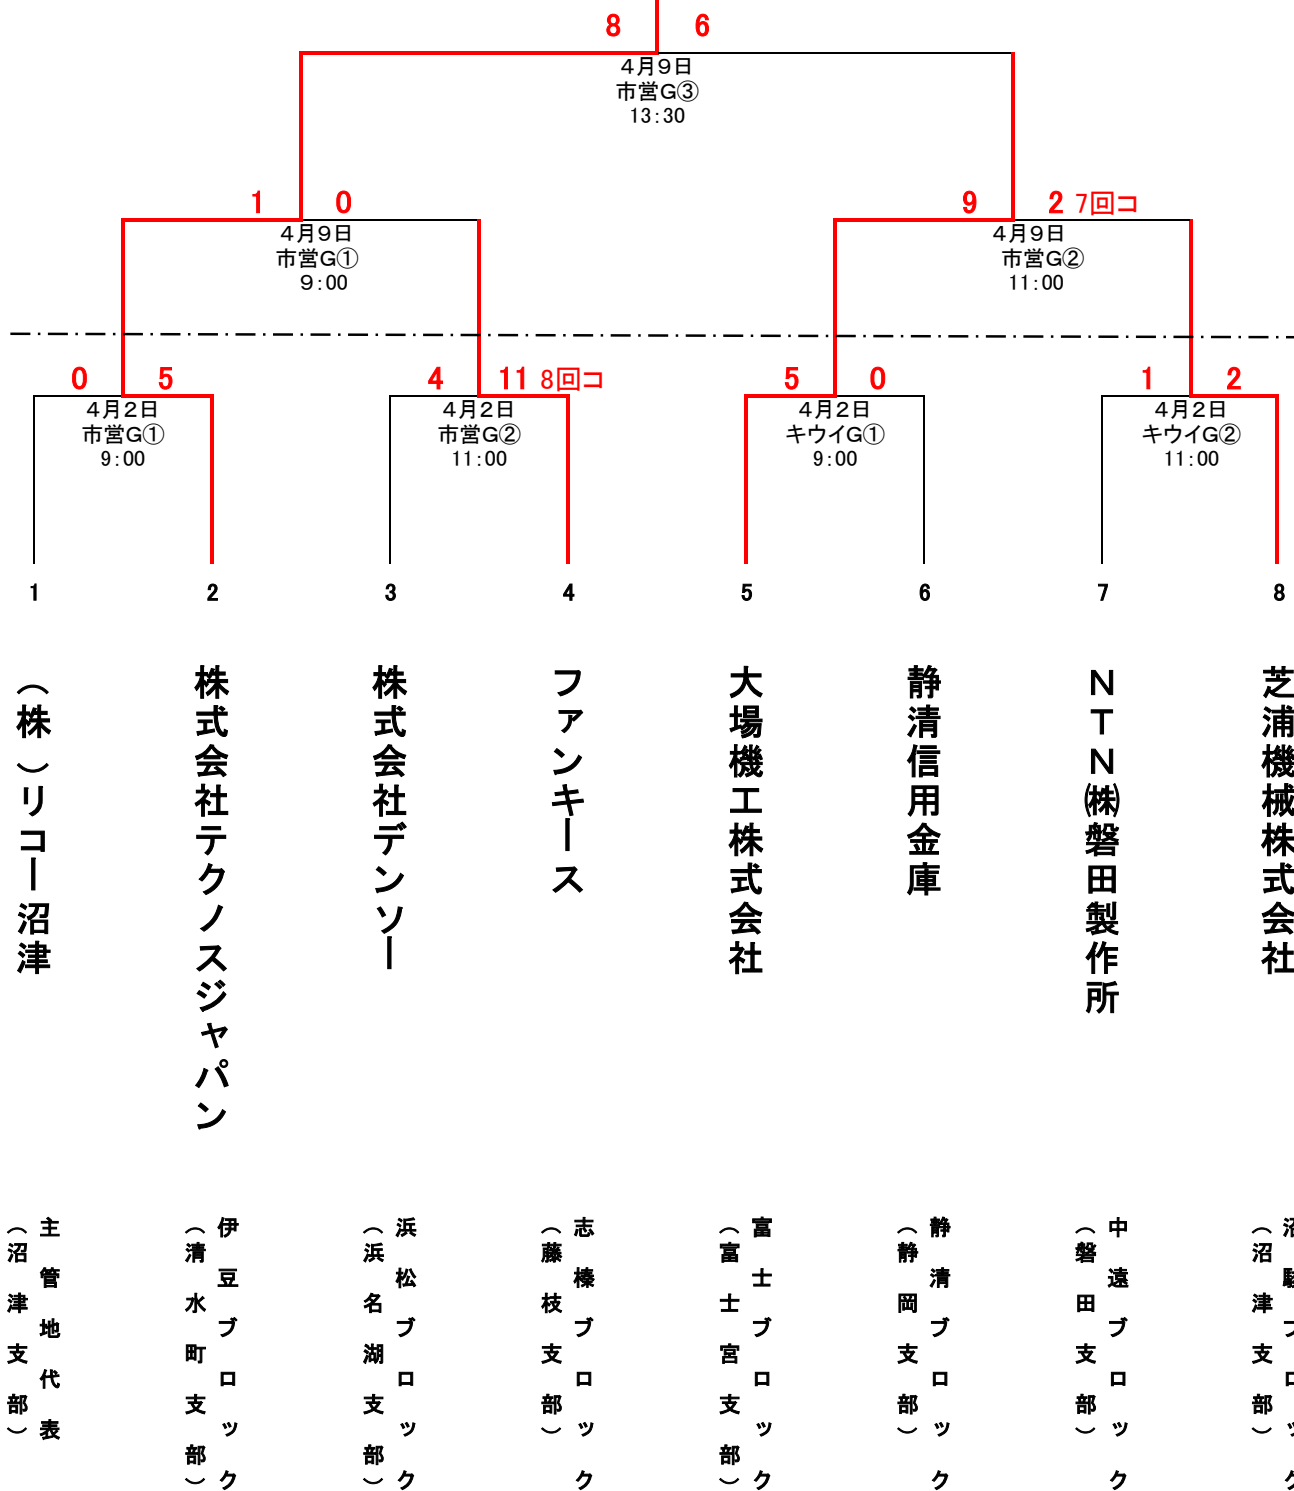 8 6
4月9日
市営G③
13:30
1 0
4月9日
市営G①
9:00
9 2 7回コ
4月9日
市営G②
11:00
0 5
4月2日
市営G①
9:00
4 11 8回コ
4月2日
市営G②
11:00
5 0
4月2日
キウイG①
9:00
1 2
4月2日
キウイG②
11:00
1 2 3 4 5 6 7 8
（株）リコー沼津
株式会社テクノスジャパン
株式会社デンソー
ファンキース
大場機工株式会社
静清信用金庫
NTN㈱磐田製作所
芝浦機械株式会社
主管地代表
（沼津支部）
伊豆ブロック
（清水町支部）
浜松ブロック
（浜名湖支部）
志榛ブロック
（藤枝支部）
富士ブロック
（富士宮支部）
静清ブロック
（静岡支部）
中遠ブロック
（磐田支部）
沼駿ブロック
（沼津支部）